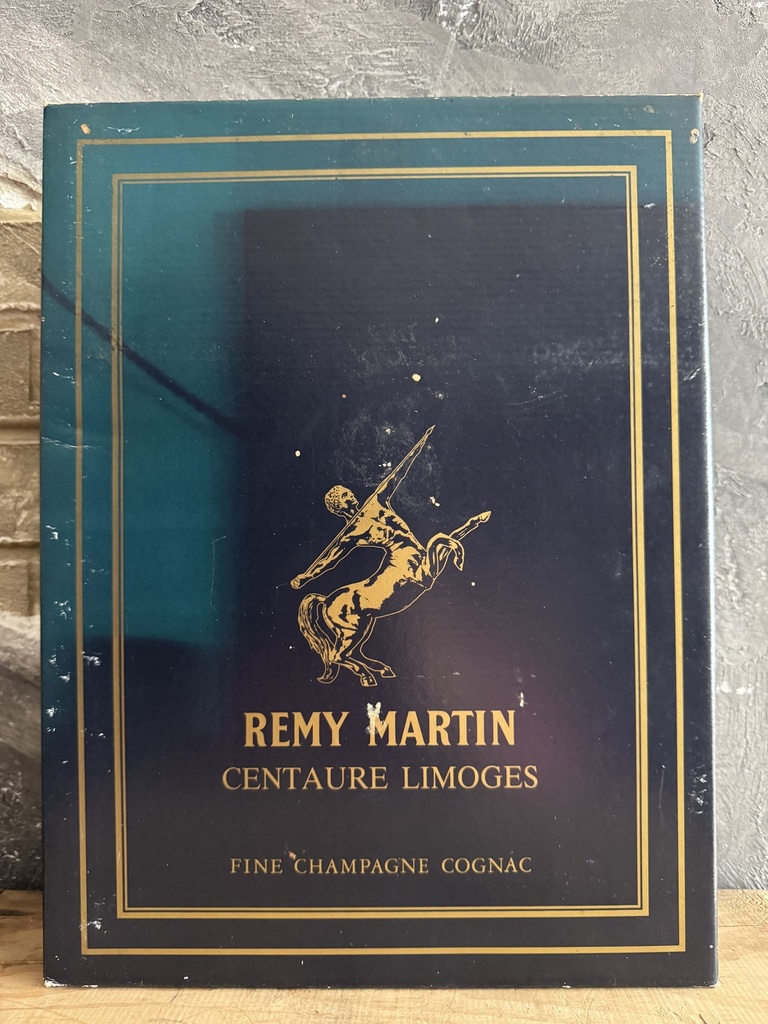 REMY MARTIN
CENTAURE LIMOGES
FINE CHAMPAGNE COGNAC